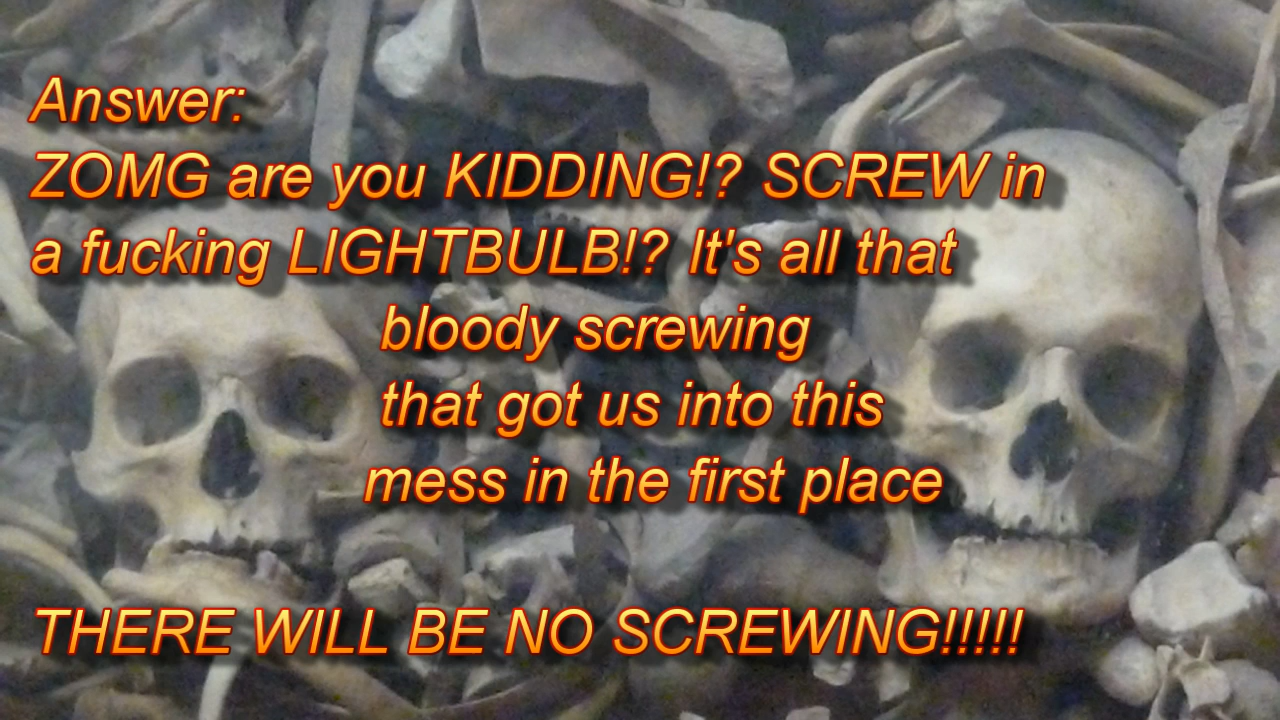 Answer:
ZOMG are you KIDDING!? SCREW in
a fucking LIGHTBULB!? It's all that
bloody screwing
that got us into this
mess in the first place
THERE WILL BE NO SCREWING!!!!!